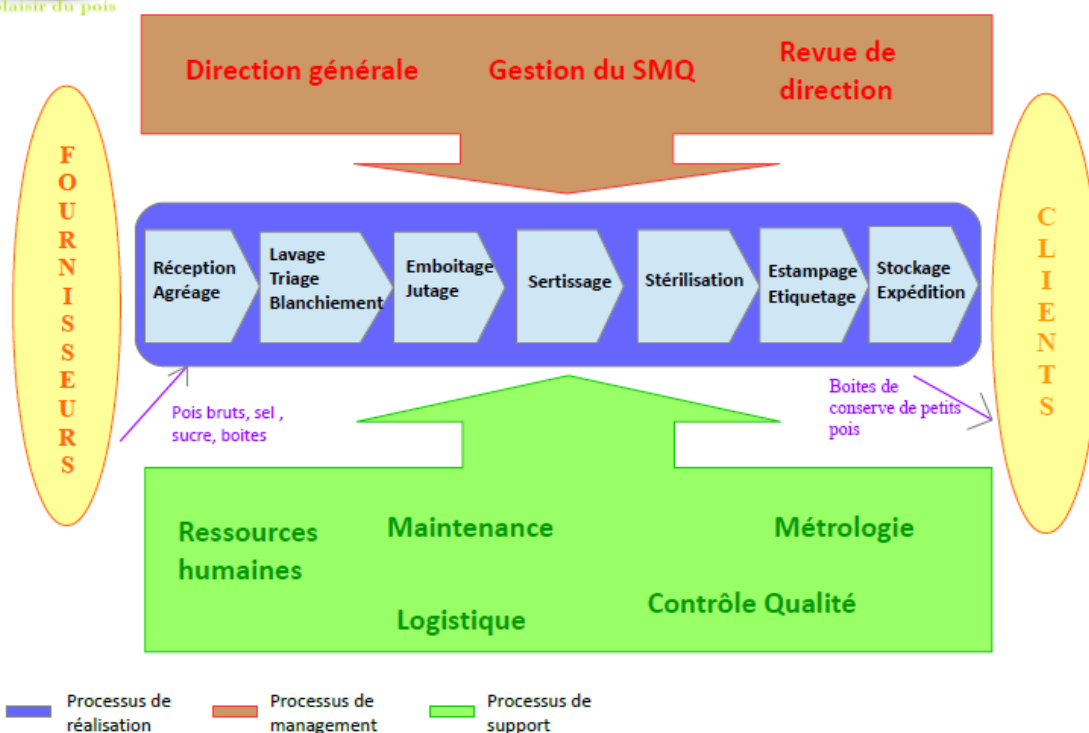 plaisir du pois
Direction générale
Gestion du SMQ
Revue de
direction
FOURNISSEURS
Réception
Agréage
Lavage
Triage
Blanchiement
Emboitage
Jutage
Sertissage
Stérilisation
Estampage
Etiquetage
Stockage
Expédition
CLIENTS
Pois bruts, sel ,
sucre, boites
Boites de
conserve de petits
pois
Ressources
humaines
Maintenance
Métrologie
Logistique
Contrôle Qualité
Processus de
réalisation
Processus de
management
Processus de
support